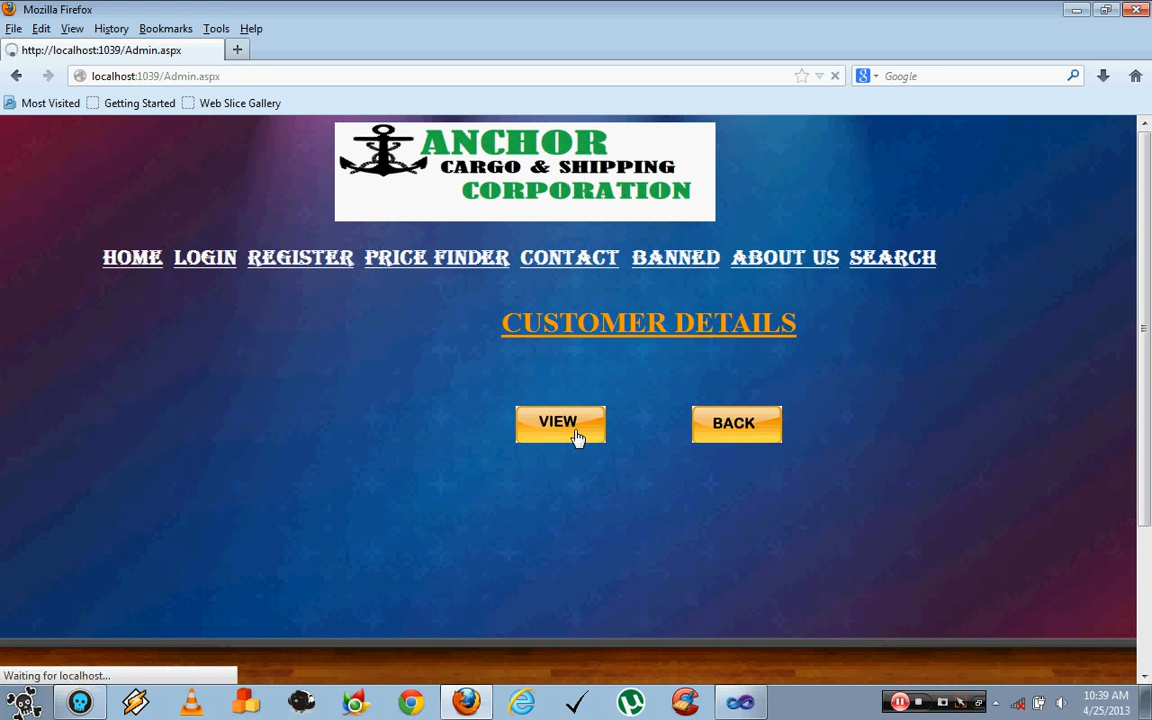 Mozilla Firefox
File Edit View History Bookmarks Tools Help
http://localhost:1039/Admin.aspx
localhost:1039/Admin.aspx
Google
Most Visited Getting Started Web Slice Gallery
ANCHOR
CARGO & SHIPPING
CORPORATION
HOME LOGIN REGISTER PRICE FINDER CONTACT BANNED ABOUT US SEARCH
CUSTOMER DETAILS
VIEW BACK
Waiting for localhost...
10:39 AM
4/25/2013